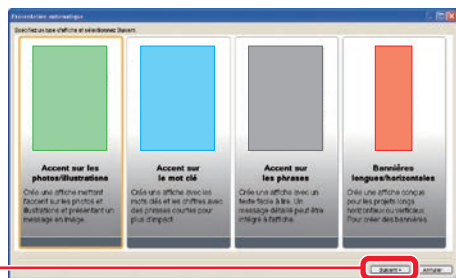 Présentation automatique
Spécifiez un type d'affiche et sélectionnez Suivant.
Accent sur les
photos/illustrations
Crée une affiche mettant
l'accent sur les photos et
illustrations et présentant un
message en image.
Accent sur
le mot clé
Crée une affiche avec les
mots clés et les chiffres avec
des phrases courtes pour
plus d'impact.
Accent sur
les phrases
Crée une affiche avec un
texte facile à lire. Un
message détaillé peut être
intégré à l'affiche.
Bannières
longues/horizontales
Crée une affiche conçue
pour les projets longs
horizontaux ou verticaux.
Pour créer des bannières.
Suivant >
Annuler